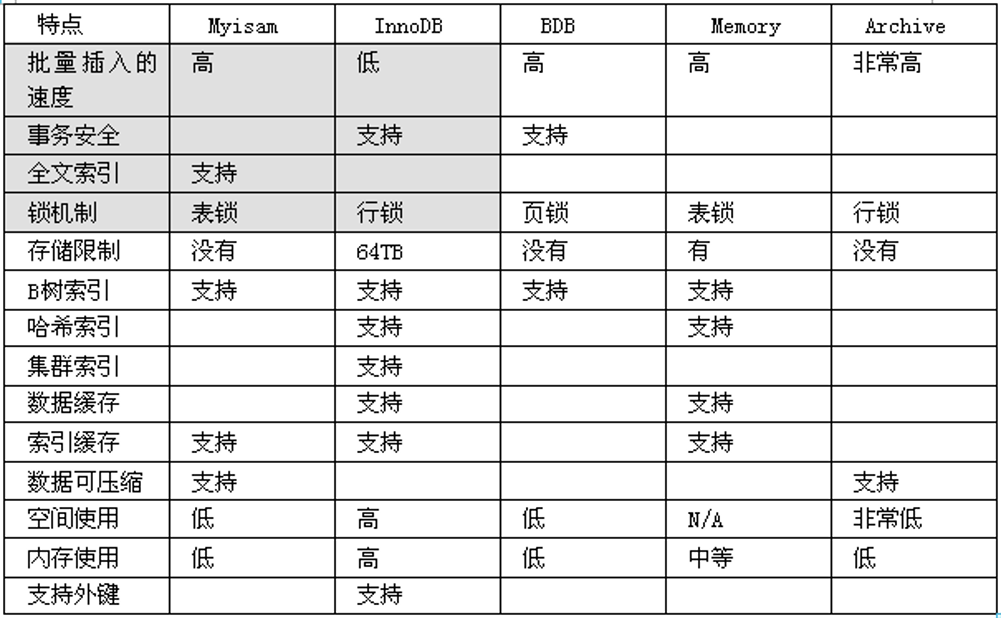 特点 Myisam InnoDB BDB Memory Archive
批量插入的 高 低 高 高 非常高
速度
事务安全 支持 支持
全文索引 支持
锁机制 表锁 行锁 页锁 表锁 行锁
存储限制 没有 64TB 没有 有 没有
B树索引 支持 支持 支持 支持
哈希索引 支持 支持
集群索引 支持
数据缓存 支持 支持
索引缓存 支持 支持 支持
数据可压缩 支持 支持
空间使用 低 高 低 N/A 非常低
内存使用 低 高 低 中等 低
支持外键 支持